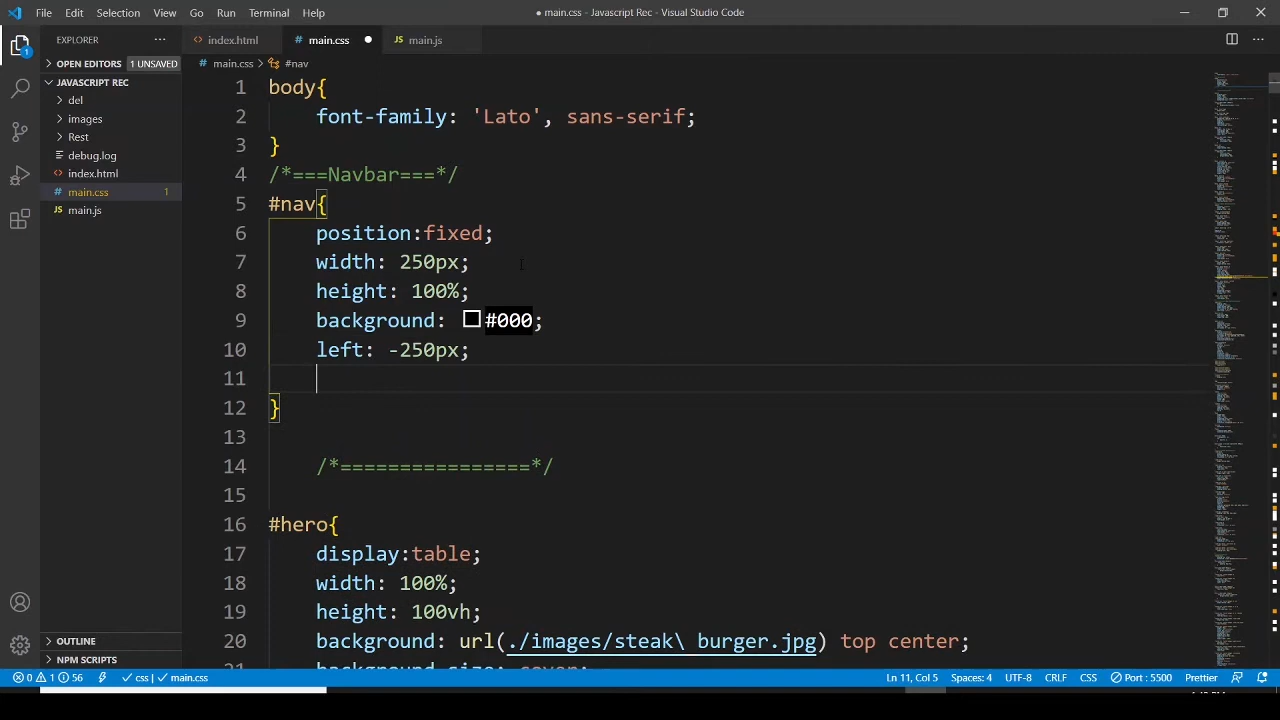 File Edit Selection View Go Run Terminal Help
● main.css - Javascript Rec - Visual Studio Code
EXPLORER ···
index.html
main.css ●
main.js
OPEN EDITORS 1 UNSAVED
main.css > #nav
JAVASCRIPT REC
del
images
Rest
debug.log
index.html
main.css 1
main.js
1 body{
2 font-family: 'Lato', sans-serif;
3 }
4 /*===Navbar===*/
5 #nav{
6 position:fixed;
7 width: 250px;
8 height: 100%;
9 background: #000;
10 left: -250px;
11
12 }
13
14 /*================*/
15
16 #hero{
17 display:table;
18 width: 100%;
19 height: 100vh;
20 background: url(./images/steak\ burger.jpg) top center;
OUTLINE
NPM SCRIPTS
1
0 1 56 css | main.css Ln 11, Col 5 Spaces: 4 UTF-8 CRLF CSS Port : 5500 Prettier